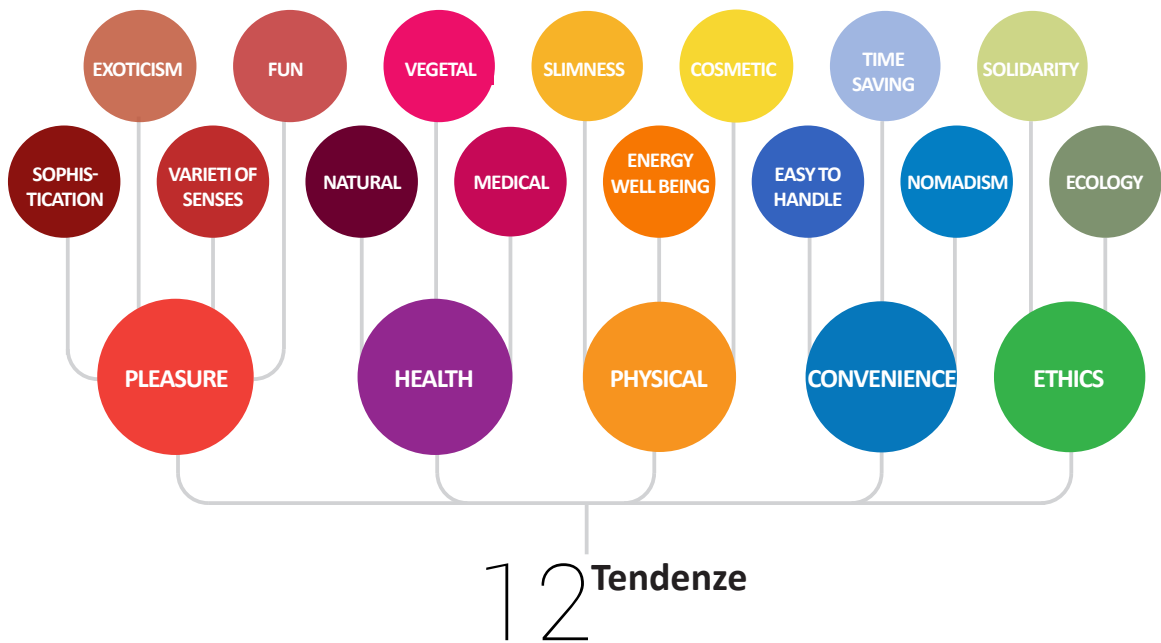 EXOTICISM
FUN
VEGETAL
SLIMNESS
COSMETIC
TIME
SAVING
SOLIDARITY
SOPHIS-
TICATION
VARIETI OF
SENSES
NATURAL
MEDICAL
ENERGY
WELL BEING
EASY TO
HANDLE
NOMADISM
ECOLOGY
PLEASURE
HEALTH
PHYSICAL
CONVENIENCE
ETHICS
12 Tendenze